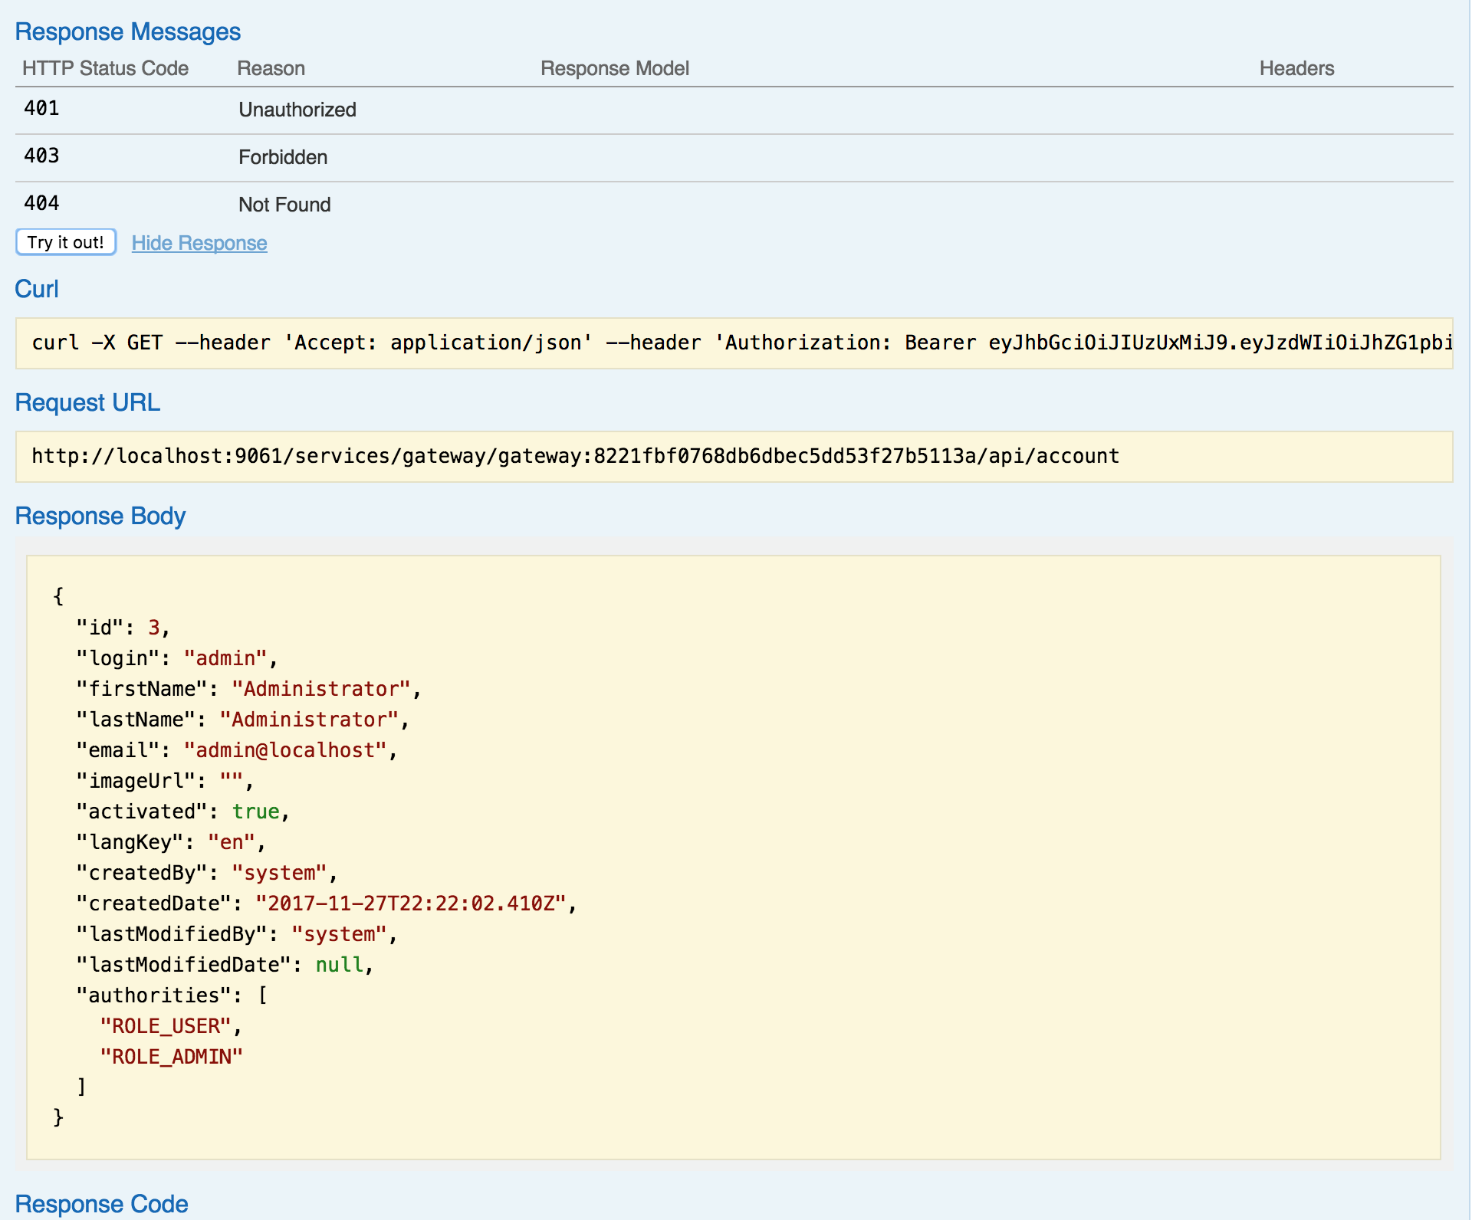 Response Messages
HTTP Status Code Reason Response Model Headers
401 Unauthorized
403 Forbidden
404 Not Found
Try it out! Hide Response
Curl
curl -X GET --header 'Accept: application/json' --header 'Authorization: Bearer eyJhbGciOiJIUzUxMiJ9.eyJzdWIiOiJhZG1pbi
Request URL
http://localhost:9061/services/gateway/gateway:8221fbf0768db6dbec5dd53f27b5113a/api/account
Response Body
{
  "id": 3,
  "login": "admin",
  "firstName": "Administrator",
  "lastName": "Administrator",
  "email": "admin@localhost",
  "imageUrl": "",
  "activated": true,
  "langKey": "en",
  "createdBy": "system",
  "createdDate": "2017-11-27T22:22:02.410Z",
  "lastModifiedBy": "system",
  "lastModifiedDate": null,
  "authorities": [
    "ROLE_USER",
    "ROLE_ADMIN"
  ]
}
Response Code